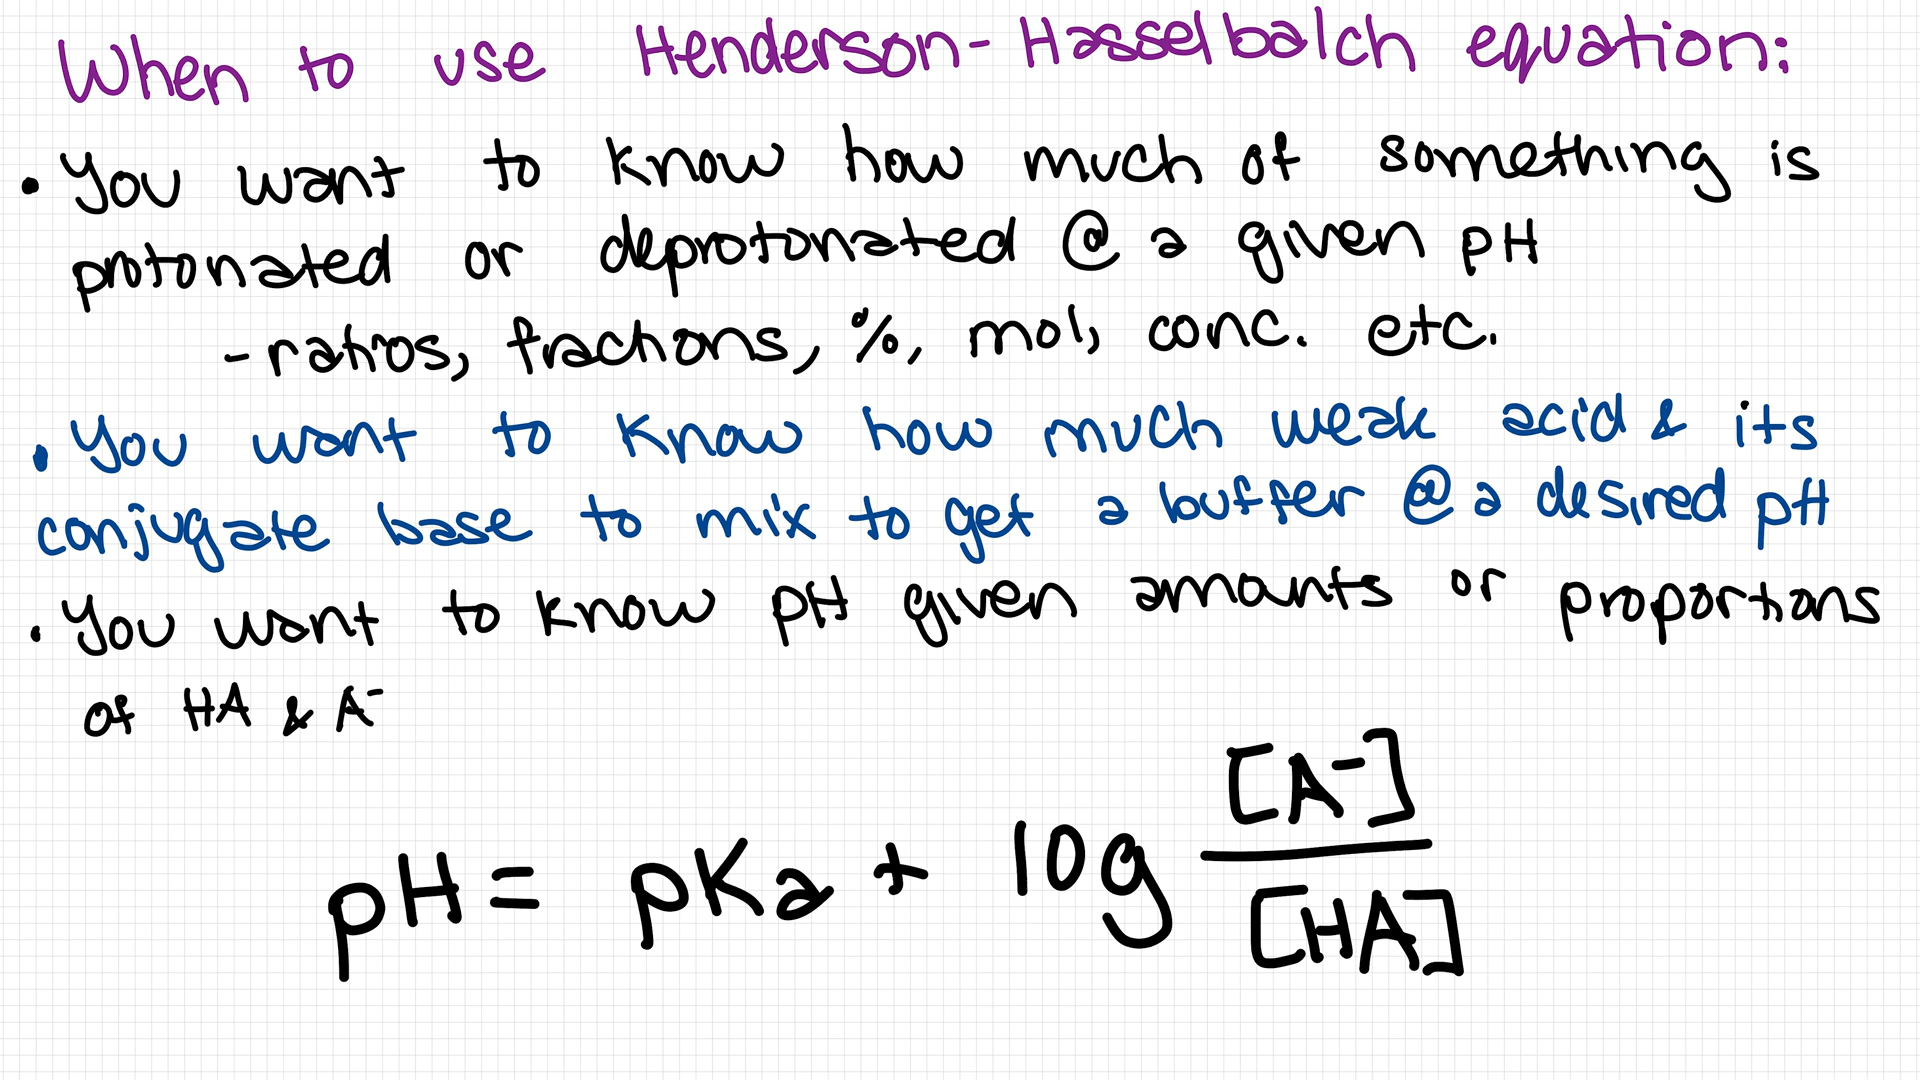 When to use Henderson-Hasselbalch equation:
• You want to know how much of something is
protonated or deprotonated @ a given pH
- ratios, fractions, %, mol, conc. etc.
• You want to know how much weak acid & its
conjugate base to mix to get a buffer @ a desired pH
• You want to know pH given amounts or proportions
of HA & A⁻
pH = pKa + log [A⁻] / [HA]